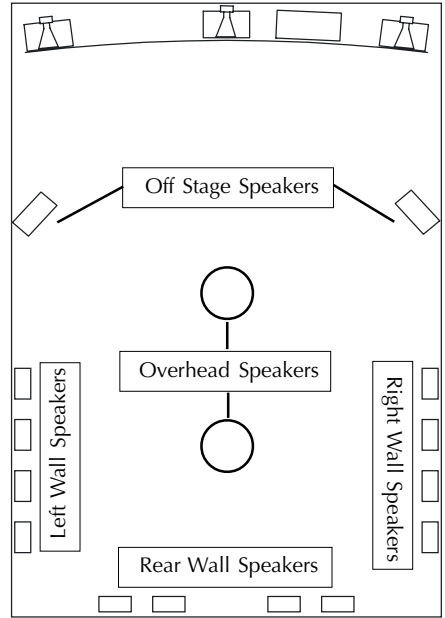 Off Stage Speakers
Overhead Speakers
Left Wall Speakers
Right Wall Speakers
Rear Wall Speakers